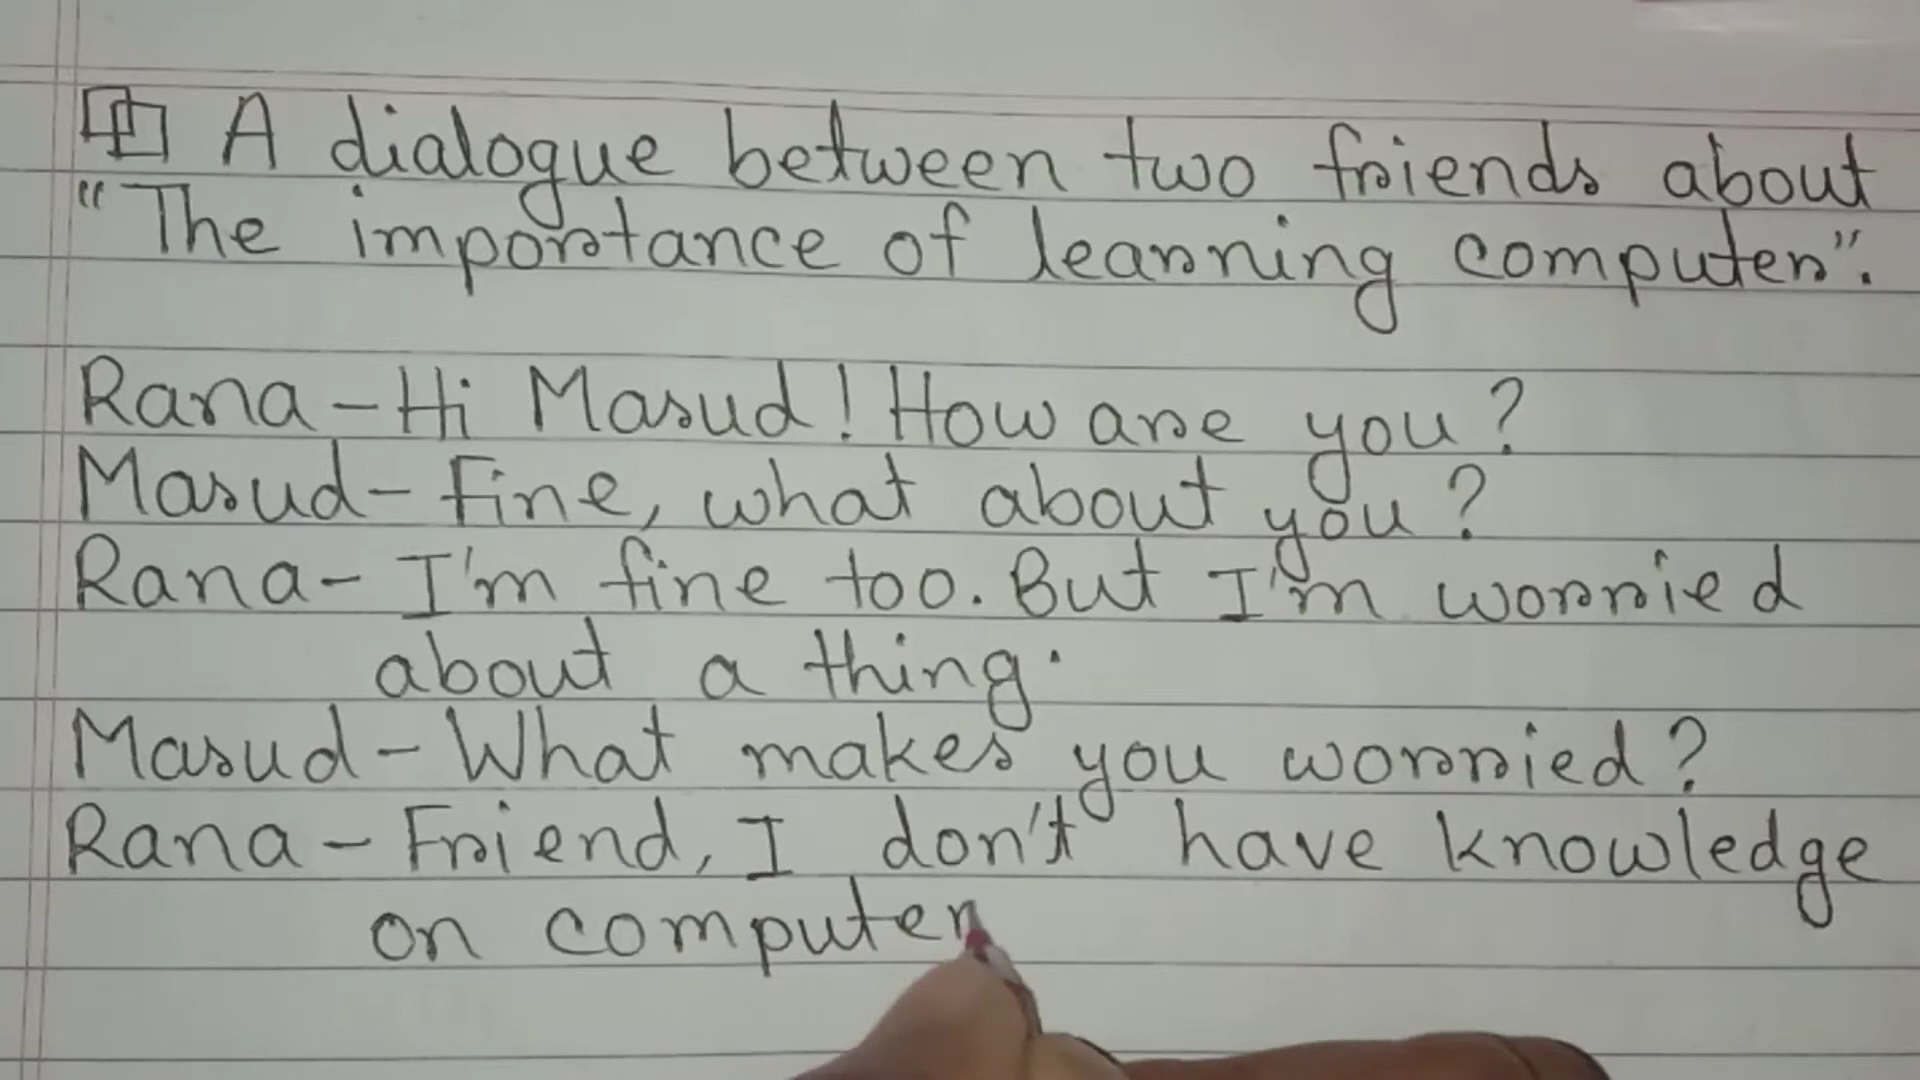 A dialogue between two friends about
"The importance of learning computer".
Rana - Hi Masud! How are you?
Masud - Fine, what about you?
Rana - I'm fine too. But I'm worried
about a thing.
Masud - What makes you worried?
Rana - Friend, I don't have knowledge
on computer